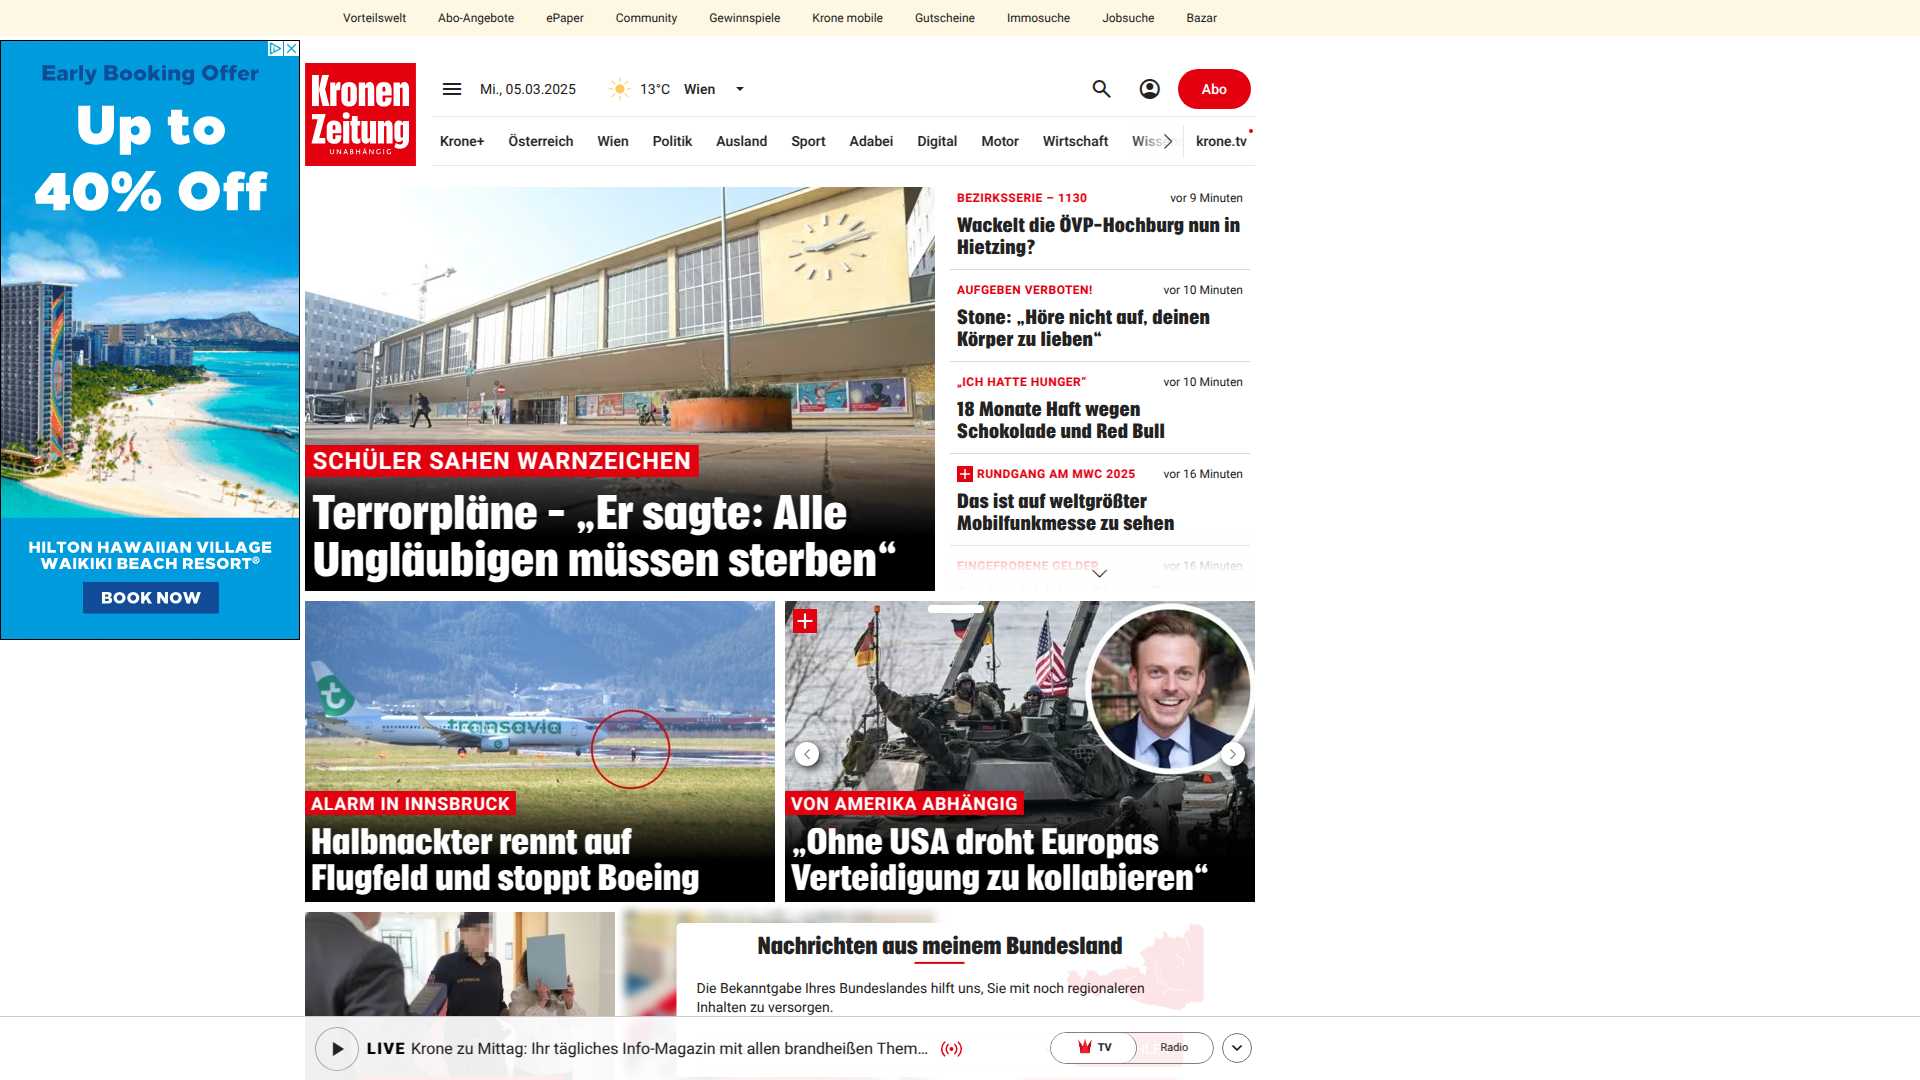 Vorteilswelt
Abo-Angebote
ePaper
Community
Gewinnspiele
Krone mobile
Gutscheine
Immosuche
Jobsuche
Bazar
Early Booking Offer
Up to
40% Off
HILTON HAWAIIAN VILLAGE
WAIKIKI BEACH RESORT®
BOOK NOW
Kronen
Zeitung
UNABHÄNGIG
Mi., 05.03.2025
13°C
Wien
Abo
Krone+
Österreich
Wien
Politik
Ausland
Sport
Adabei
Digital
Motor
Wirtschaft
krone.tv
SCHÜLER SAHEN WARNZEICHEN
Terrorpläne – „Er sagte: Alle
Ungläubigen müssen sterben“
BEZIRKSSERIE – 1130
vor 9 Minuten
Wackelt die ÖVP-Hochburg nun in
Hietzing?
AUFGEBEN VERBOTEN!
vor 10 Minuten
Stone: „Höre nicht auf, deinen
Körper zu lieben“
„ICH HATTE HUNGER“
vor 10 Minuten
18 Monate Haft wegen
Schokolade und Red Bull
RUNDGANG AM MWC 2025
vor 16 Minuten
Das ist auf weltgrößter
Mobilfunkmesse zu sehen
EINGEFRORENE GELDER
vor 16 Minuten
transavia
ALARM IN INNSBRUCK
Halbnackter rennt auf
Flugfeld und stoppt Boeing
VON AMERIKA ABHÄNGIG
„Ohne USA droht Europas
Verteidigung zu kollabieren“
Nachrichten aus meinem Bundesland
Die Bekanntgabe Ihres Bundeslandes hilft uns, Sie mit noch regionaleren
Inhalten zu versorgen.
LIVE Krone zu Mittag: Ihr tägliches Info-Magazin mit allen brandheißen Them...
TV
Radio